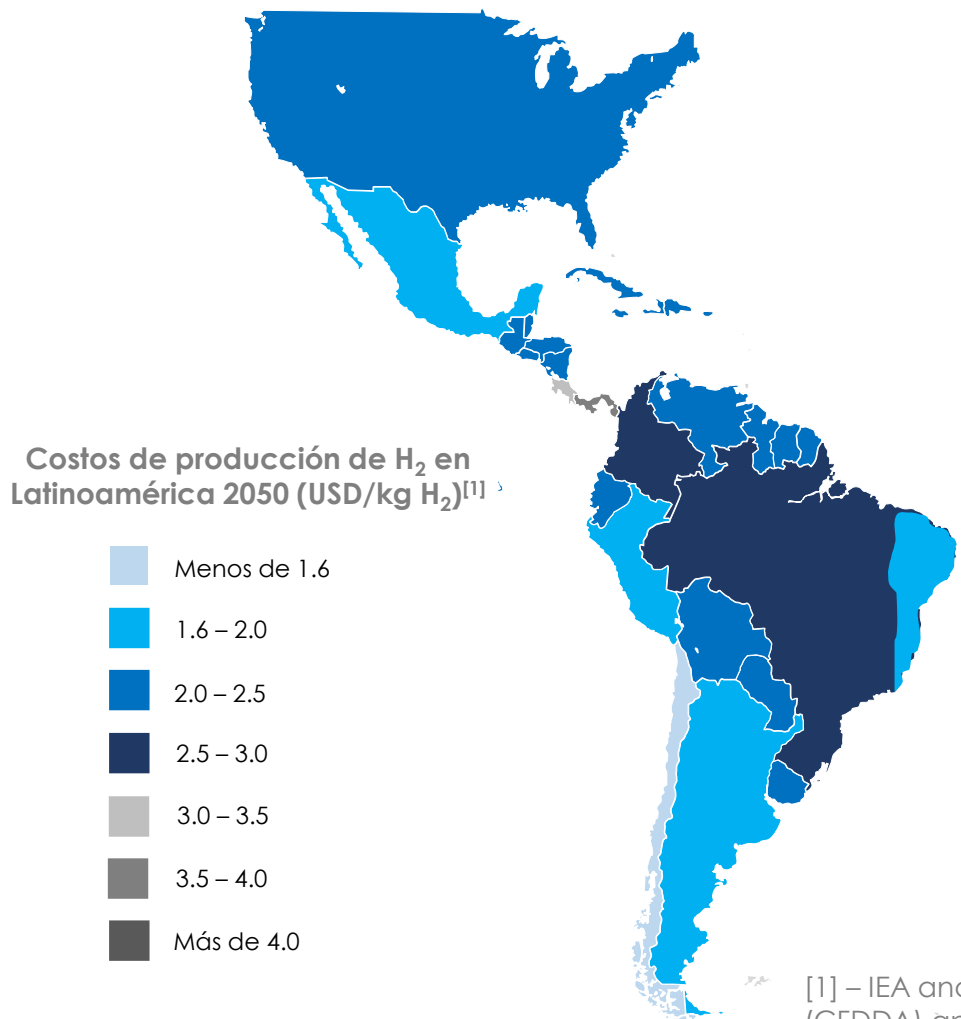 Costos de producción de H₂ en
Latinoamérica 2050 (USD/kg H₂)[1]
Menos de 1.6
1.6 – 2.0
2.0 – 2.5
2.5 – 3.0
3.0 – 3.5
3.5 – 4.0
Más de 4.0
[1] – IEA